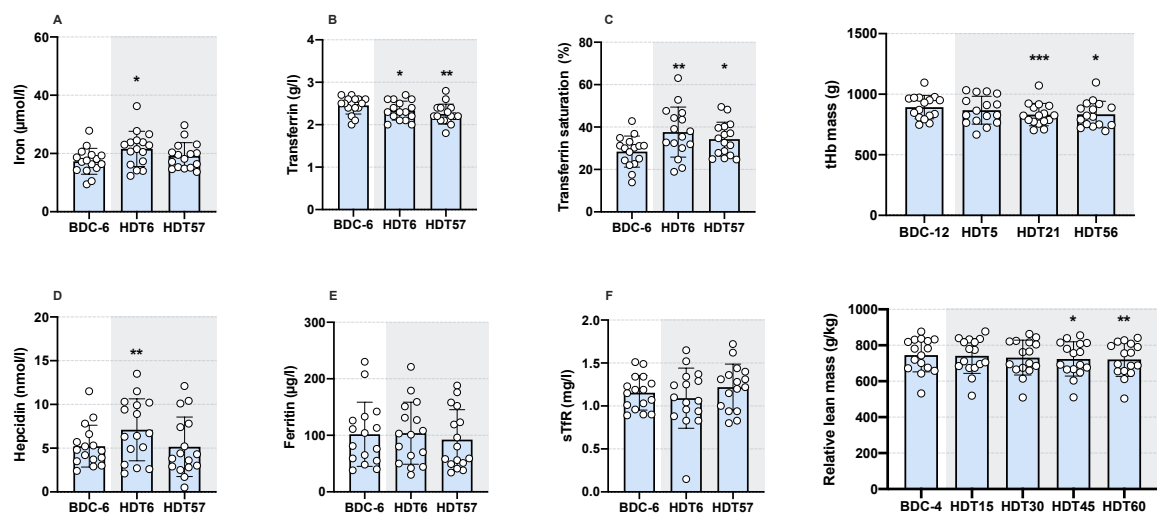 A
Iron (µmol/l)
60
40
20
0
*
BDC-6 HDT6 HDT57
B
Transferrin (g/l)
4
3
2
1
0
* **
BDC-6 HDT6 HDT57
C
Transferrin saturation (%)
80
60
40
20
0
** *
BDC-6 HDT6 HDT57
tHb mass (g)
1500
1000
500
0
*** *
BDC-12 HDT5 HDT21 HDT56
D
Hepcidin (nmol/l)
20
15
10
5
0
**
BDC-6 HDT6 HDT57
E
Ferritin (µg/l)
300
200
100
0
BDC-6 HDT6 HDT57
F
sTfR (mg/l)
2.0
1.5
1.0
0.5
0.0
BDC-6 HDT6 HDT57
Relative lean mass (g/kg)
1000
800
600
400
200
0
* **
BDC-4 HDT15 HDT30 HDT45 HDT60